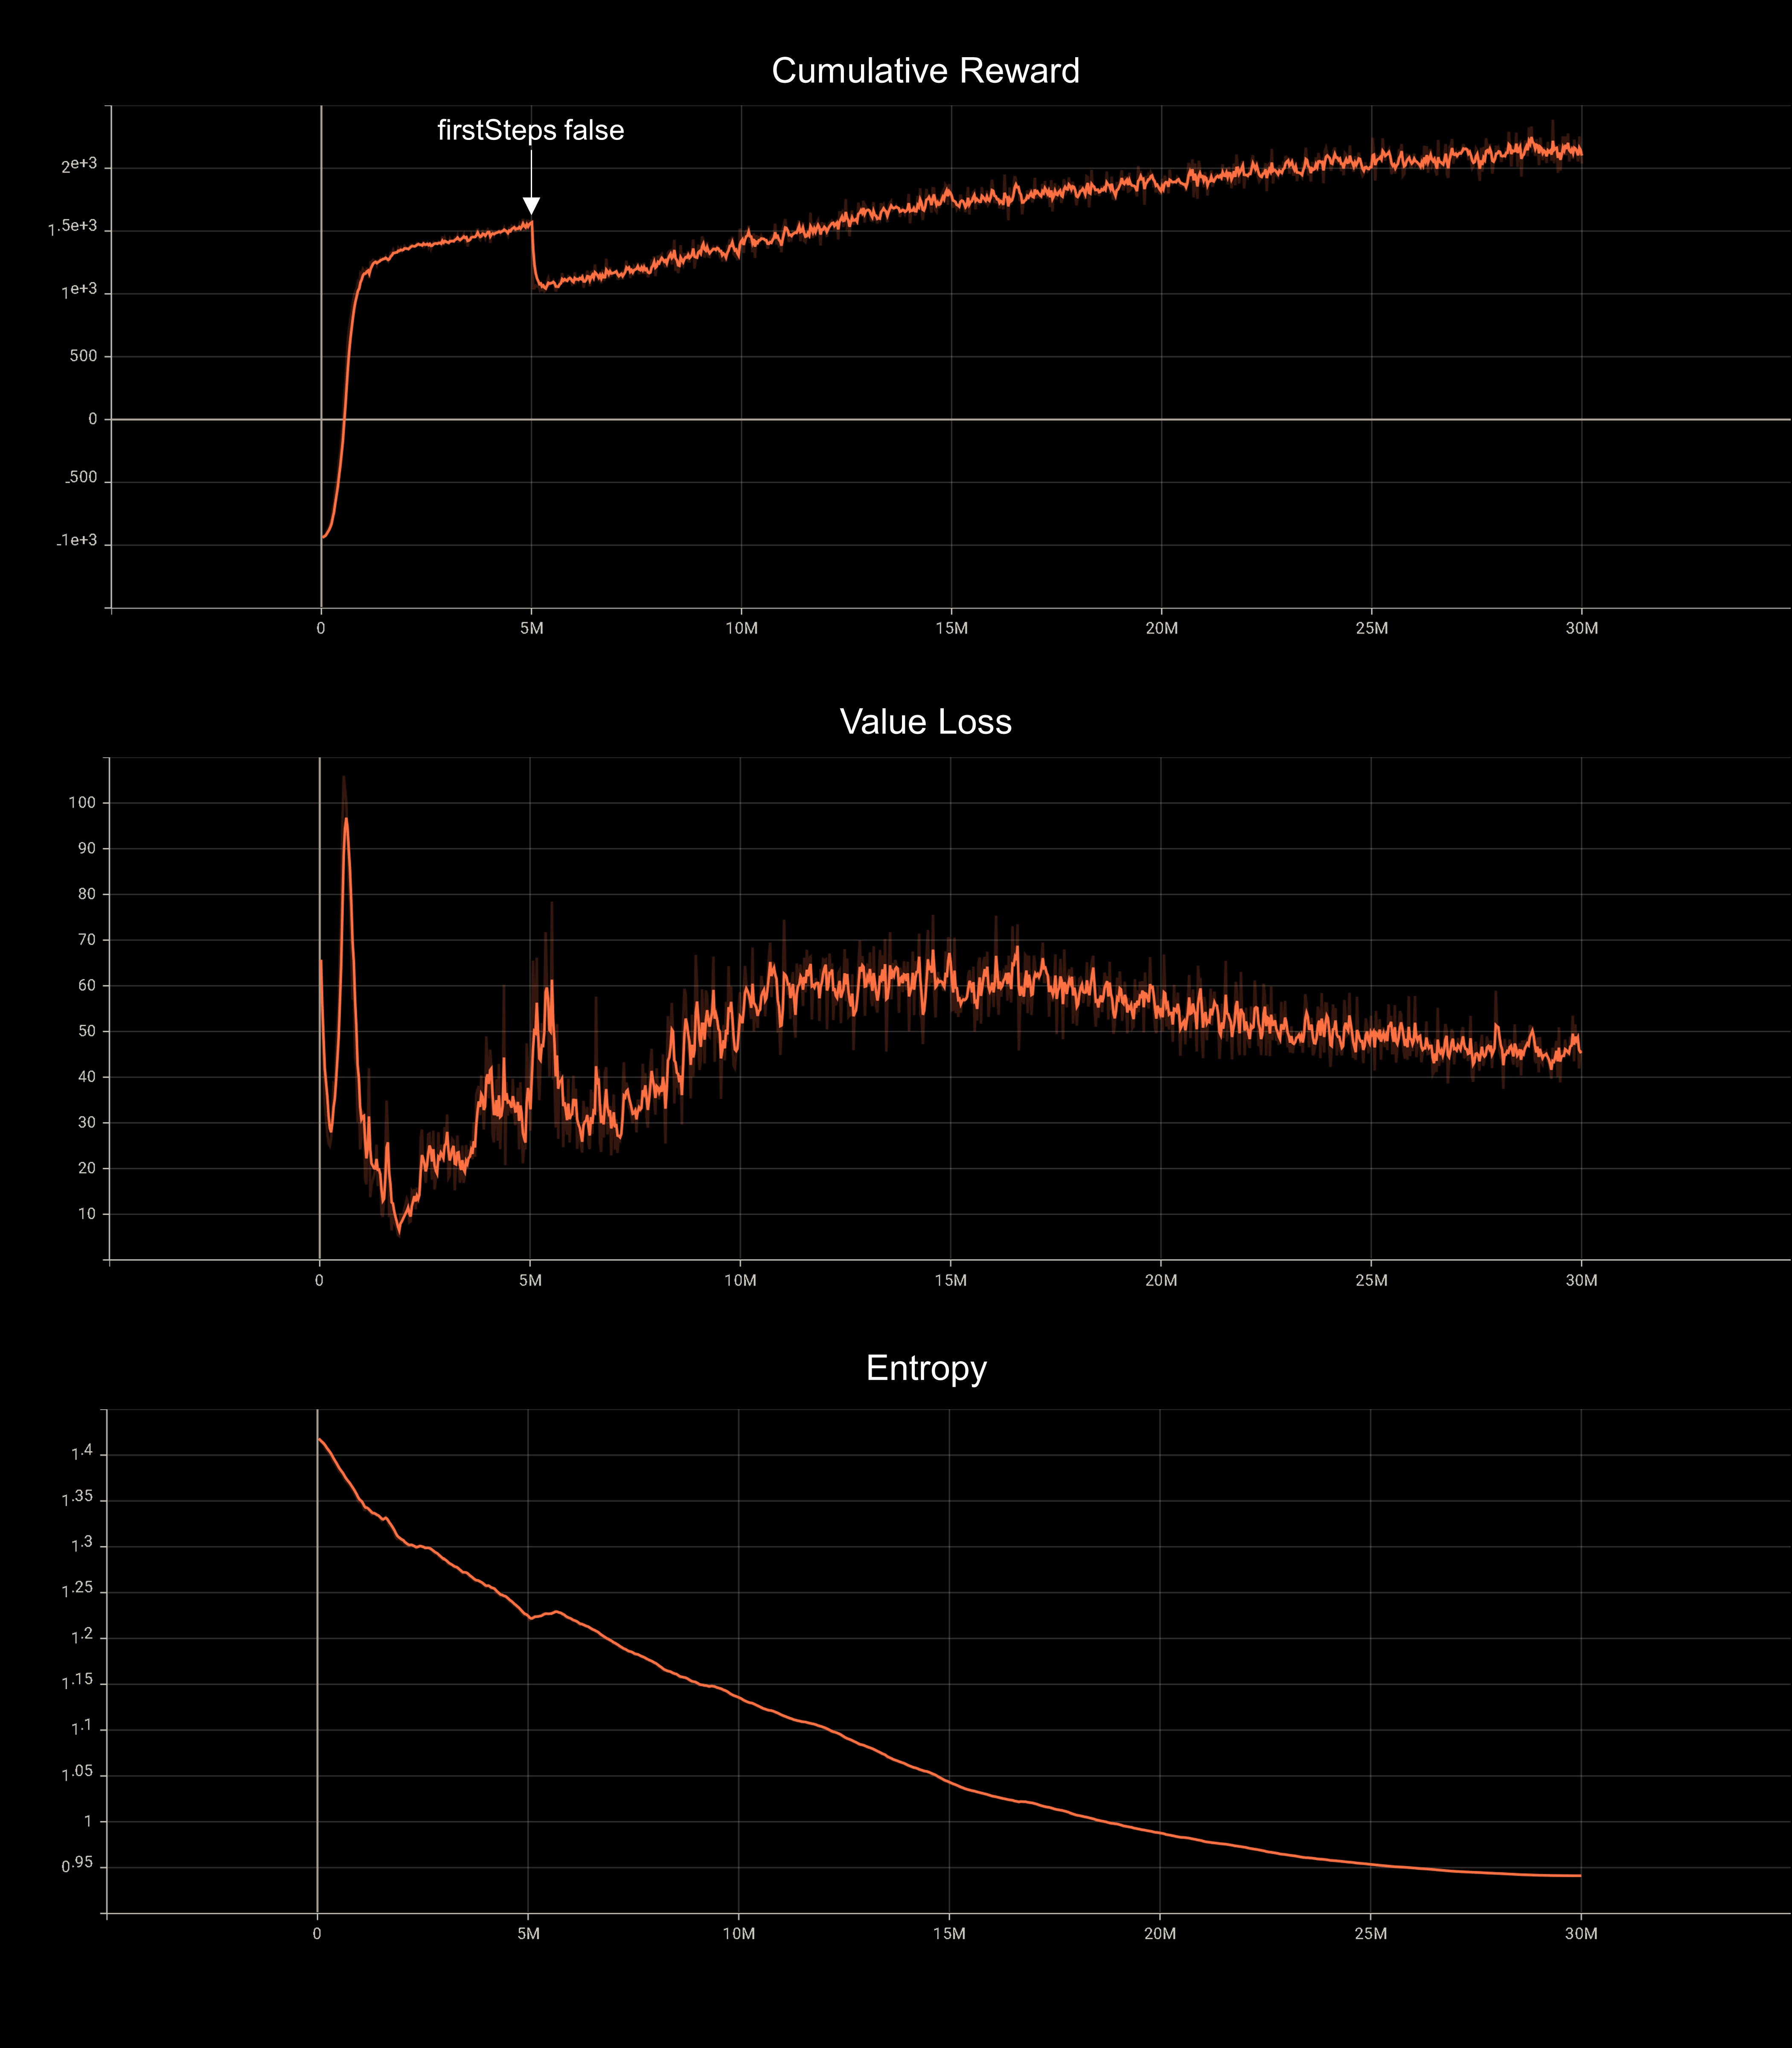 Cumulative Reward
firstSteps false
2e+3
1.5e+3
1e+3
500
0
-500
-1e+3
0 5M 10M 15M 20M 25M 30M
Value Loss
100
90
80
70
60
50
40
30
20
10
0 5M 10M 15M 20M 25M 30M
Entropy
1.4
1.35
1.3
1.25
1.2
1.15
1.1
1.05
1
0.95
0 5M 10M 15M 20M 25M 30M